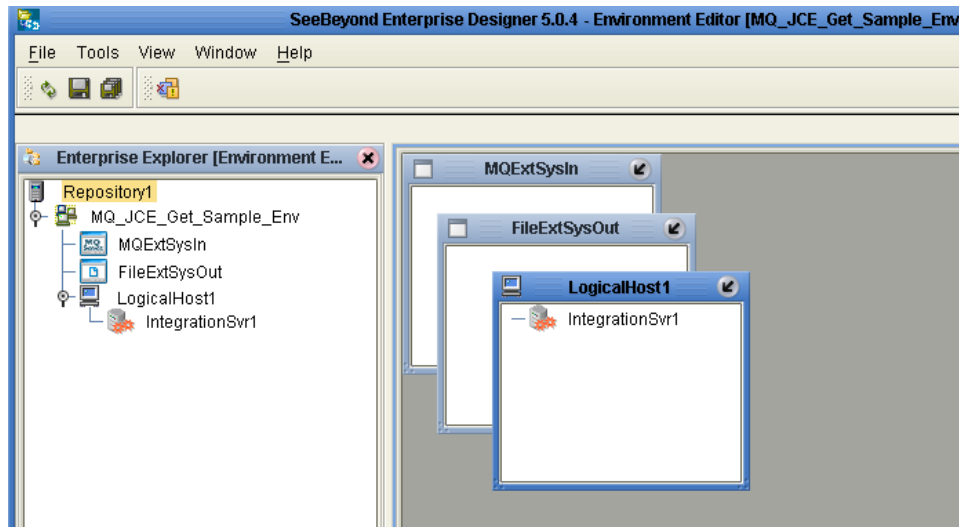 SeeBeyond Enterprise Designer 5.0.4 - Environment Editor [MQ_JCE_Get_Sample_Env
File Tools View Window Help
Enterprise Explorer [Environment E...
Repository1
MQ_JCE_Get_Sample_Env
MQExtSysIn
FileExtSysOut
LogicalHost1
IntegrationSvr1
MQExtSysIn
FileExtSysOut
LogicalHost1
IntegrationSvr1